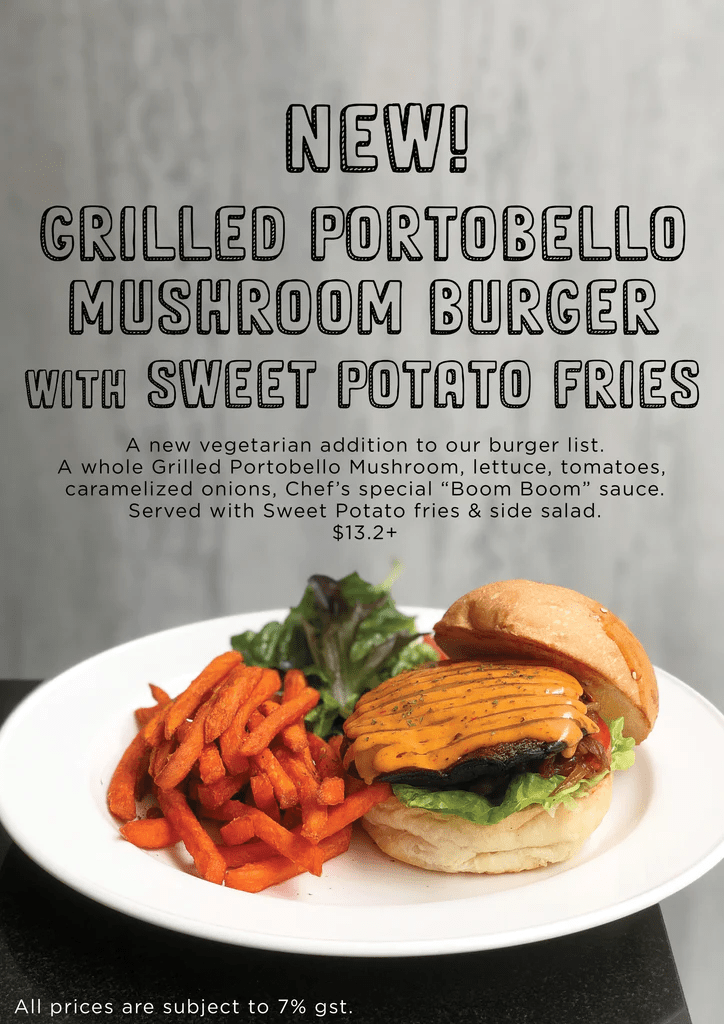 NEW!
GRILLED PORTOBELLO
MUSHROOM BURGER
WITH SWEET POTATO FRIES
A new vegetarian addition to our burger list.
A whole Grilled Portobello Mushroom, lettuce, tomatoes,
caramelized onions, Chef's special “Boom Boom” sauce.
Served with Sweet Potato fries & side salad.
$13.2+
All prices are subject to 7% gst.